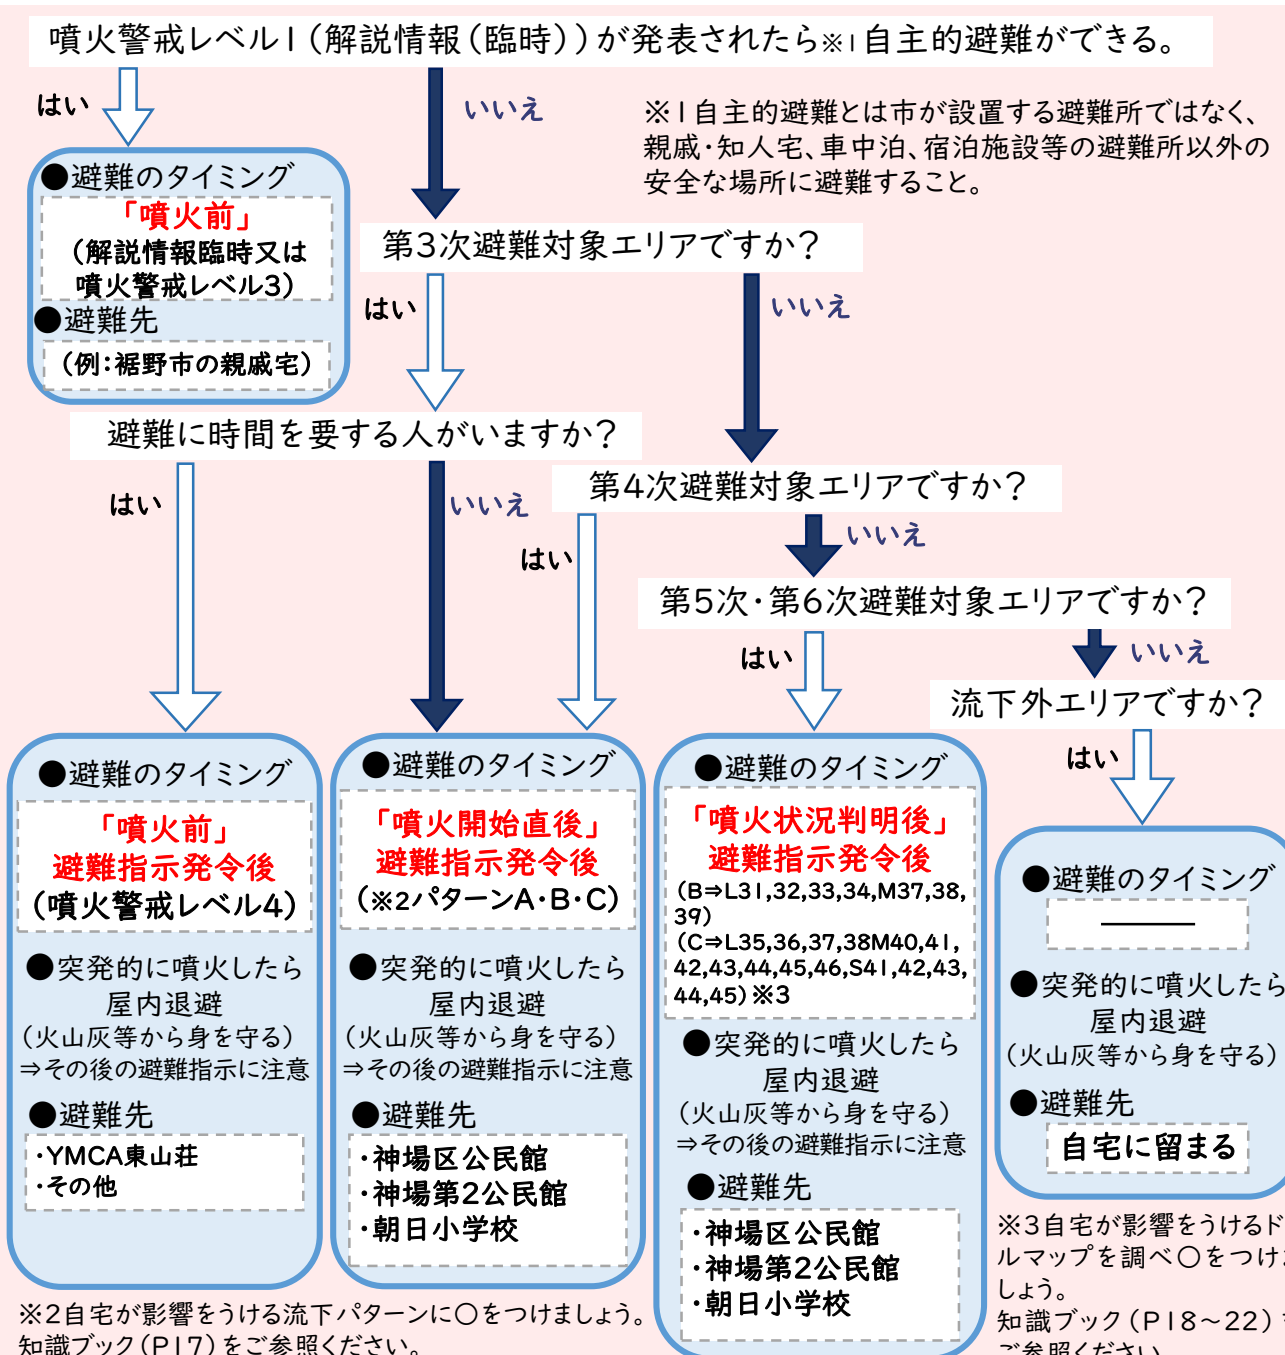 噴火警戒レベル1(解説情報(臨時))が発表されたら※1自主的避難ができる。
はい
いいえ
※1自主的避難とは市が設置する避難所ではなく、
親戚・知人宅、車中泊、宿泊施設等の避難所以外の
安全な場所に避難すること。
●避難のタイミング
「噴火前」
(解説情報臨時又は
噴火警戒レベル3)
●避難先
(例:裾野市の親戚宅)
第3次避難対象エリアですか?
はい
いいえ
避難に時間を要する人がいますか?
はい
いいえ
第4次避難対象エリアですか?
はい
いいえ
第5次・第6次避難対象エリアですか?
はい
いいえ
流下外エリアですか?
はい
●避難のタイミング
「噴火前」
避難指示発令後
(噴火警戒レベル4)
●突発的に噴火したら
屋内退避
(火山灰等から身を守る)
⇒その後の避難指示に注意
●避難先
・YMCA東山荘
・その他
●避難のタイミング
「噴火開始直後」
避難指示発令後
(※2パターンA・B・C)
●突発的に噴火したら
屋内退避
(火山灰等から身を守る)
⇒その後の避難指示に注意
●避難先
・神場区公民館
・神場第2公民館
・朝日小学校
●避難のタイミング
「噴火状況判明後」
避難指示発令後
(B⇒L31,32,33,34,M37,38,
39)
(C⇒L35,36,37,38M40,41,
42,43,44,45,46,S41,42,43,
44,45)※3
●突発的に噴火したら
屋内退避
(火山灰等から身を守る)
⇒その後の避難指示に注意
●避難先
・神場区公民館
・神場第2公民館
・朝日小学校
●避難のタイミング
―――
●突発的に噴火したら
屋内退避
(火山灰等から身を守る)
●避難先
自宅に留まる
※2自宅が影響をうける流下パターンに〇をつけましょう。
知識ブック(P17)をご参照ください。
※3自宅が影響をうけるド
ルマップを調べ〇をつけま
しょう。
知識ブック(P18~22)
ご参照ください